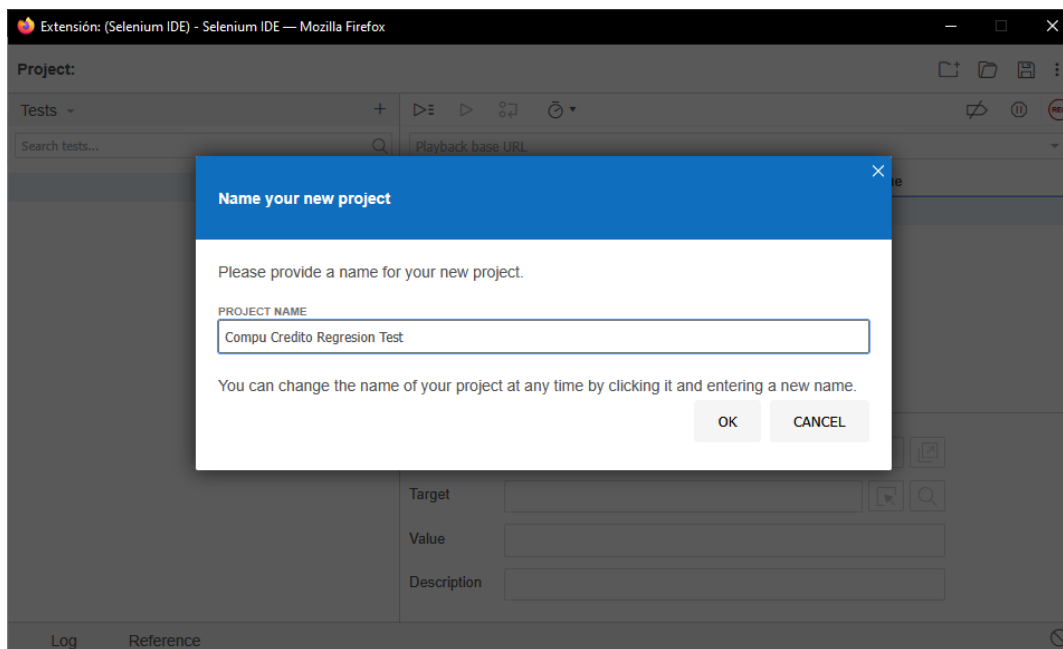 Extensión: (Selenium IDE) - Selenium IDE — Mozilla Firefox
Project:
Tests
Search tests...
Playback base URL
Name your new project
Please provide a name for your new project.
PROJECT NAME
Compu Credito Regresion Test
You can change the name of your project at any time by clicking it and entering a new name.
OK CANCEL
Target
Value
Description
Log Reference